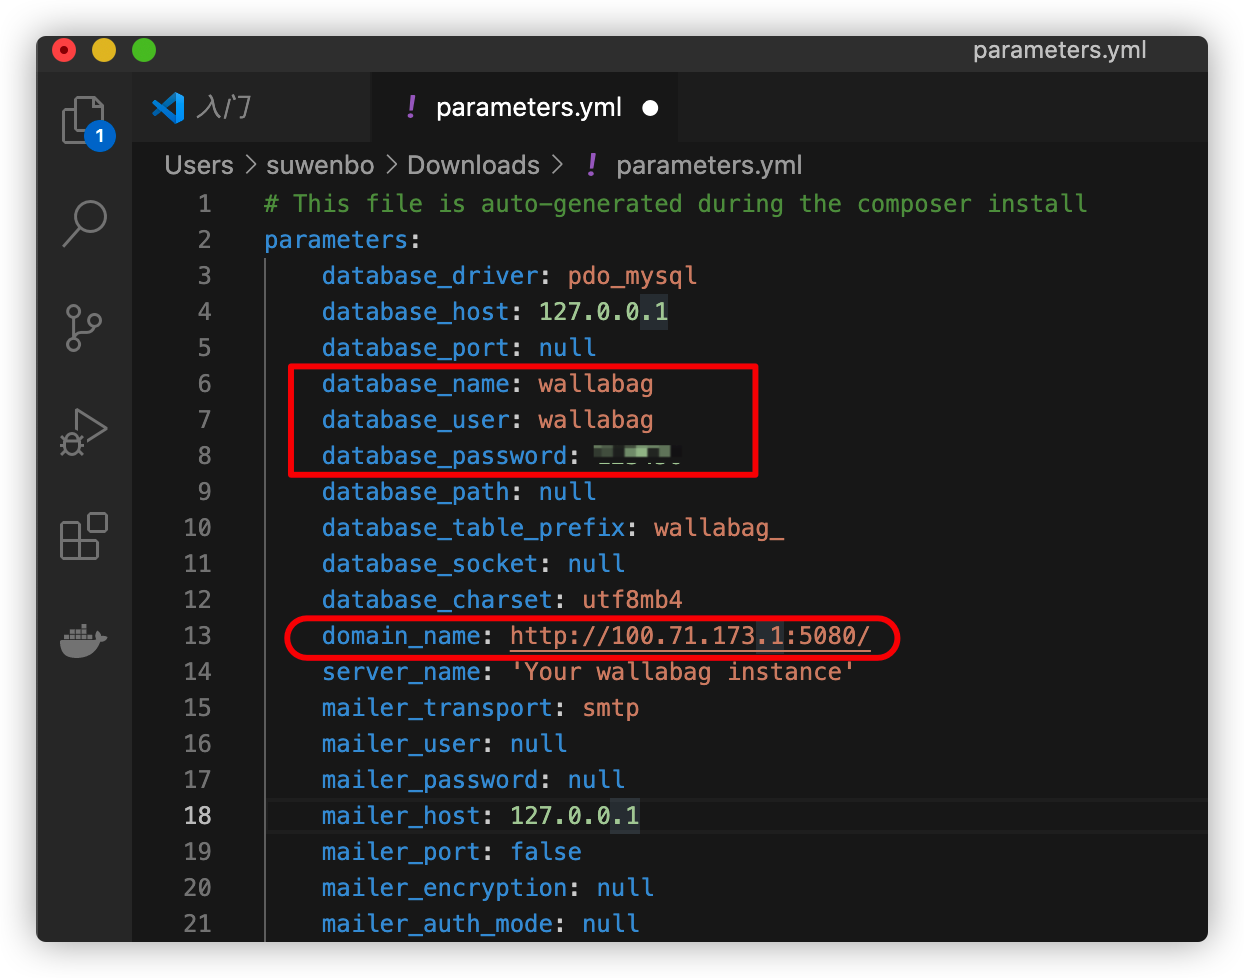 parameters.yml
入门
! parameters.yml
Users > suwenbo > Downloads > ! parameters.yml
1
1 # This file is auto-generated during the composer install
2 parameters:
3 database_driver: pdo_mysql
4 database_host: 127.0.0.1
5 database_port: null
6 database_name: wallabag
7 database_user: wallabag
8 database_password:
9 database_path: null
10 database_table_prefix: wallabag_
11 database_socket: null
12 database_charset: utf8mb4
13 domain_name: http://100.71.173.1:5080/
14 server_name: 'Your wallabag instance'
15 mailer_transport: smtp
16 mailer_user: null
17 mailer_password: null
18 mailer_host: 127.0.0.1
19 mailer_port: false
20 mailer_encryption: null
21 mailer_auth_mode: null